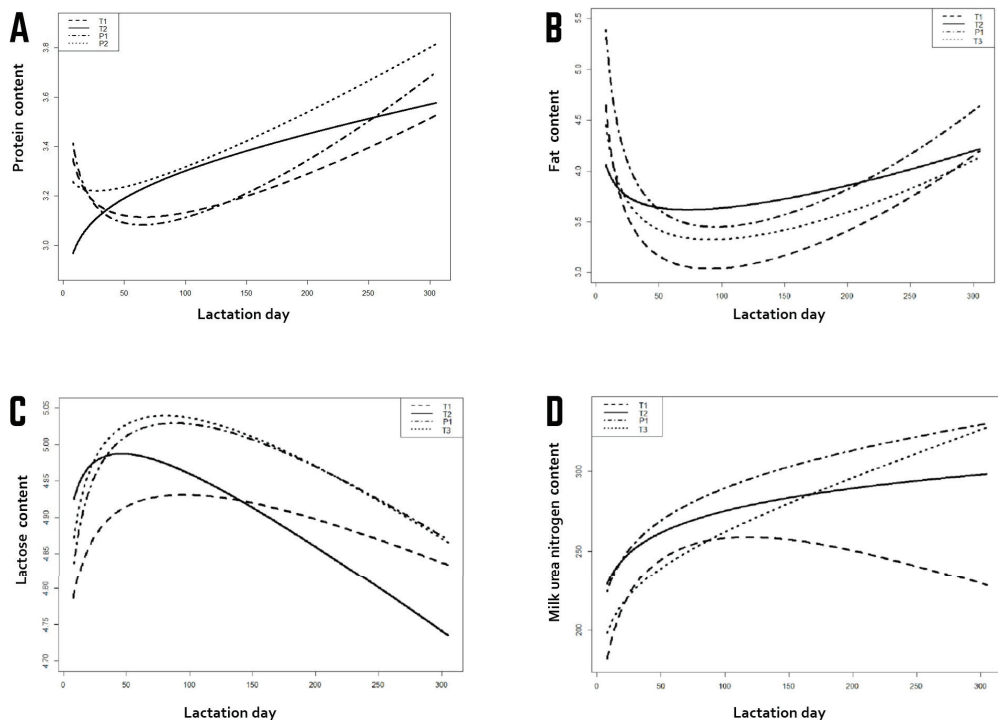 A
T1
T2
P1
P2
Protein content
3.8
3.6
3.4
3.2
3.0
0 50 100 150 200 250 300
Lactation day
B
T1
T2
P1
T3
Fat content
5.5
5.0
4.5
4.0
3.5
3.0
0 50 100 150 200 250 300
Lactation day
C
T1
T2
P1
T3
Lactose content
5.05
5.00
4.95
4.90
4.85
4.80
4.75
4.70
0 50 100 150 200 250 300
Lactation day
D
T1
T2
P1
T3
Milk urea nitrogen content
300
250
200
0 50 100 150 200 250 300
Lactation day